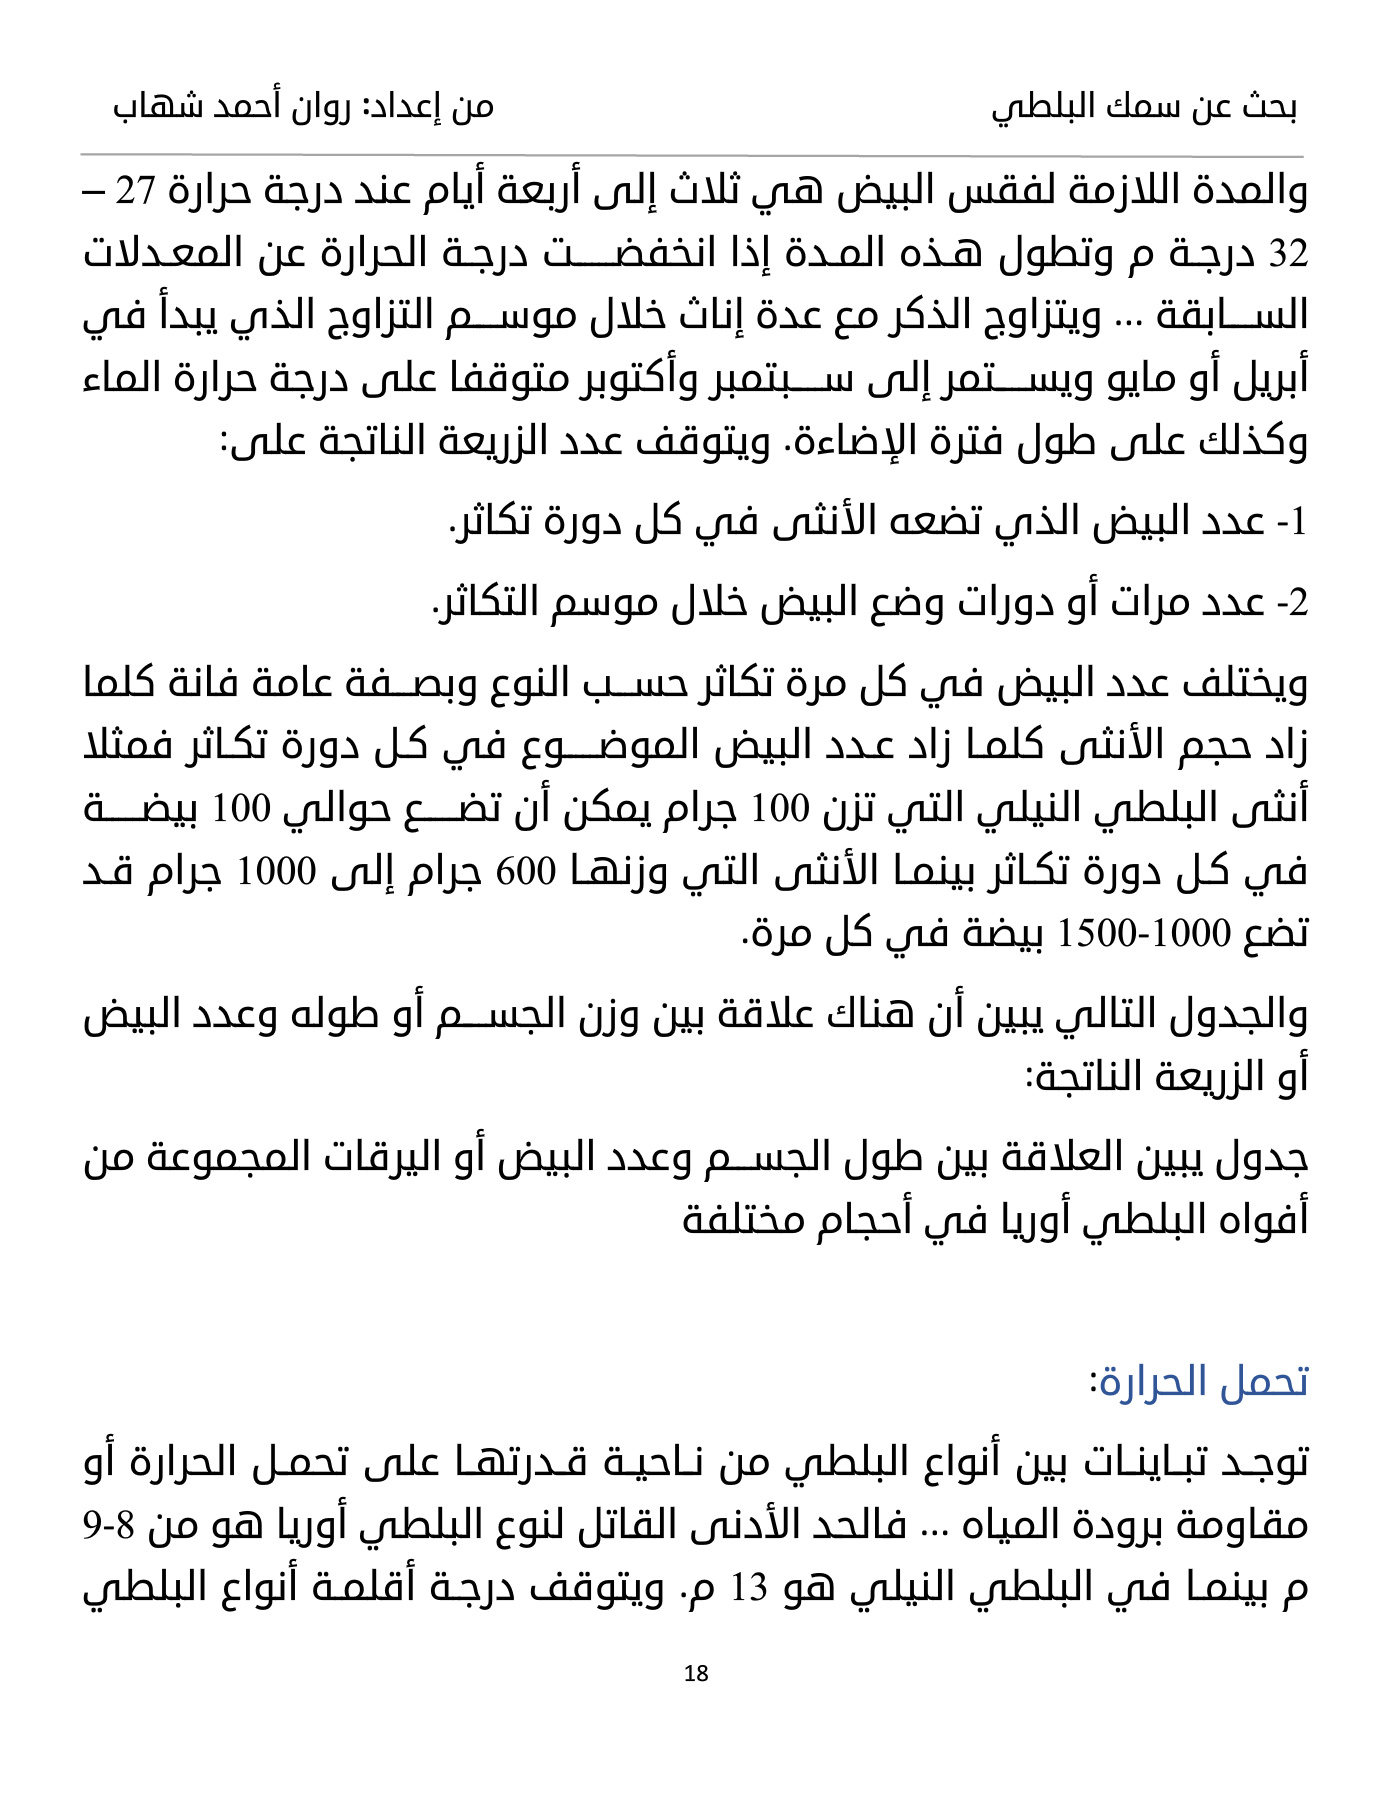 بحث عن سمك البلطي
من إعداد: روان أحمد شهاب
والمدة اللازمة لفقس البيض هي ثلاث إلى أربعة أيام عند درجة حرارة 27 –
32 درجة م وتطول هذه المدة إذا انخفضت درجة الحرارة عن المعدلات
السابقة ... ويتزاوج الذكر مع عدة إناث خلال موسم التزاوج الذي يبدأ في
أبريل أو مايو ويستمر إلى سبتمبر وأكتوبر متوقفا على درجة حرارة الماء
وكذلك على طول فترة الإضاءة. ويتوقف عدد الزريعة الناتجة على:
1- عدد البيض الذي تضعه الأنثى في كل دورة تكاثر.
2- عدد مرات أو دورات وضع البيض خلال موسم التكاثر.
ويختلف عدد البيض في كل مرة تكاثر حسب النوع وبصفة عامة فانة كلما
زاد حجم الأنثى كلما زاد عدد البيض الموضوع في كل دورة تكاثر فمثلا
أنثى البلطي النيلي التي تزن 100 جرام يمكن أن تضع حوالي 100 بيضة
في كل دورة تكاثر بينما الأنثى التي وزنها 600 جرام إلى 1000 جرام قد
تضع 1000-1500 بيضة في كل مرة.
والجدول التالي يبين أن هناك علاقة بين وزن الجسم أو طوله وعدد البيض
أو الزريعة الناتجة:
جدول يبين العلاقة بين طول الجسم وعدد البيض أو اليرقات المجموعة من
أفواه البلطي أوريا في أحجام مختلفة
تحمل الحرارة:
توجد تباينات بين أنواع البلطي من ناحية قدرتها على تحمل الحرارة أو
مقاومة برودة المياه ... فالحد الأدنى القاتل لنوع البلطي أوريا هو من 8-9
م بينما في البلطي النيلي هو 13 م. ويتوقف درجة أقلمة أنواع البلطي
18